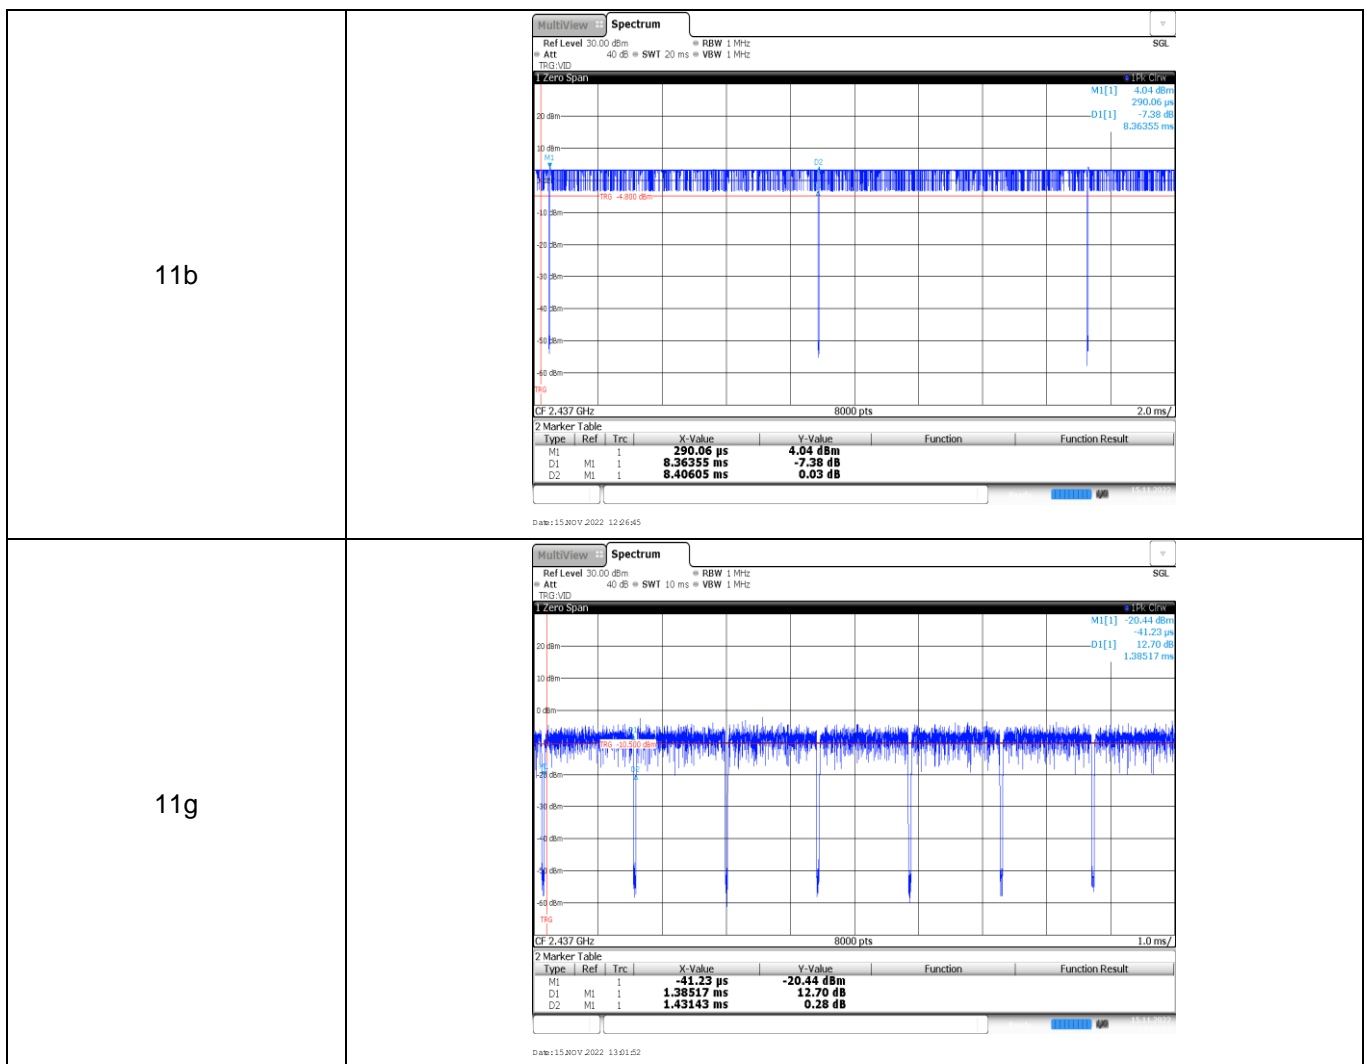 11b
MultiView Spectrum
Ref Level 30.00 dBm RBW 1 MHz SGL
Att 40 dB SWT 20 ms VBW 1 MHz
TRG:VID
1 Zero Span 1Pk Clrw
M1[1] 4.04 dBm
290.06 µs
20 dBm D1[1] -7.38 dB
8.36355 ms
10 dBm
M1 D2
TRG -4.800 dBm
-10 dBm
-20 dBm
-30 dBm
-40 dBm
-50 dBm
-60 dBm
TRG
CF 2.437 GHz 8000 pts 2.0 ms/
2 Marker Table
Type Ref Trc X-Value Y-Value Function Function Result
M1 1 290.06 µs 4.04 dBm
D1 M1 1 8.36355 ms -7.38 dB
D2 M1 1 8.40605 ms 0.03 dB
15.11.2022
Date: 15.NOV.2022 12:26:45
11g
MultiView Spectrum
Ref Level 30.00 dBm RBW 1 MHz SGL
Att 40 dB SWT 10 ms VBW 1 MHz
TRG:VID
1 Zero Span 1Pk Clrw
M1[1] -20.44 dBm
-41.23 µs
20 dBm D1[1] 12.70 dB
1.38517 ms
10 dBm
0 dBm
TRG -10.500 dBm
M1 D2
-20 dBm
-30 dBm
-40 dBm
-50 dBm
-60 dBm
TRG
CF 2.437 GHz 8000 pts 1.0 ms/
2 Marker Table
Type Ref Trc X-Value Y-Value Function Function Result
M1 1 -41.23 µs -20.44 dBm
D1 M1 1 1.38517 ms 12.70 dB
D2 M1 1 1.43143 ms 0.28 dB
15.11.2022
Date: 15.NOV.2022 13:01:52